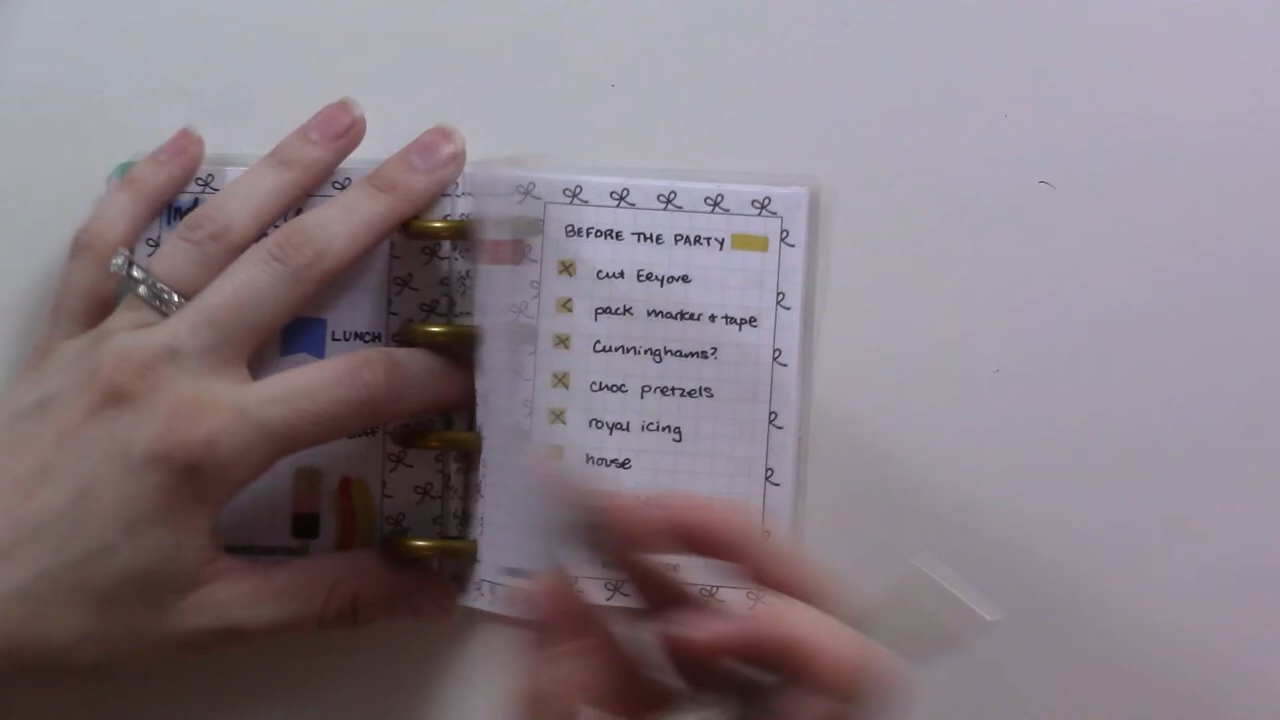 LUNCH
BEFORE THE PARTY
cut Eeyore
pack marker & tape
Cunninghams?
choc pretzels
royal icing
house